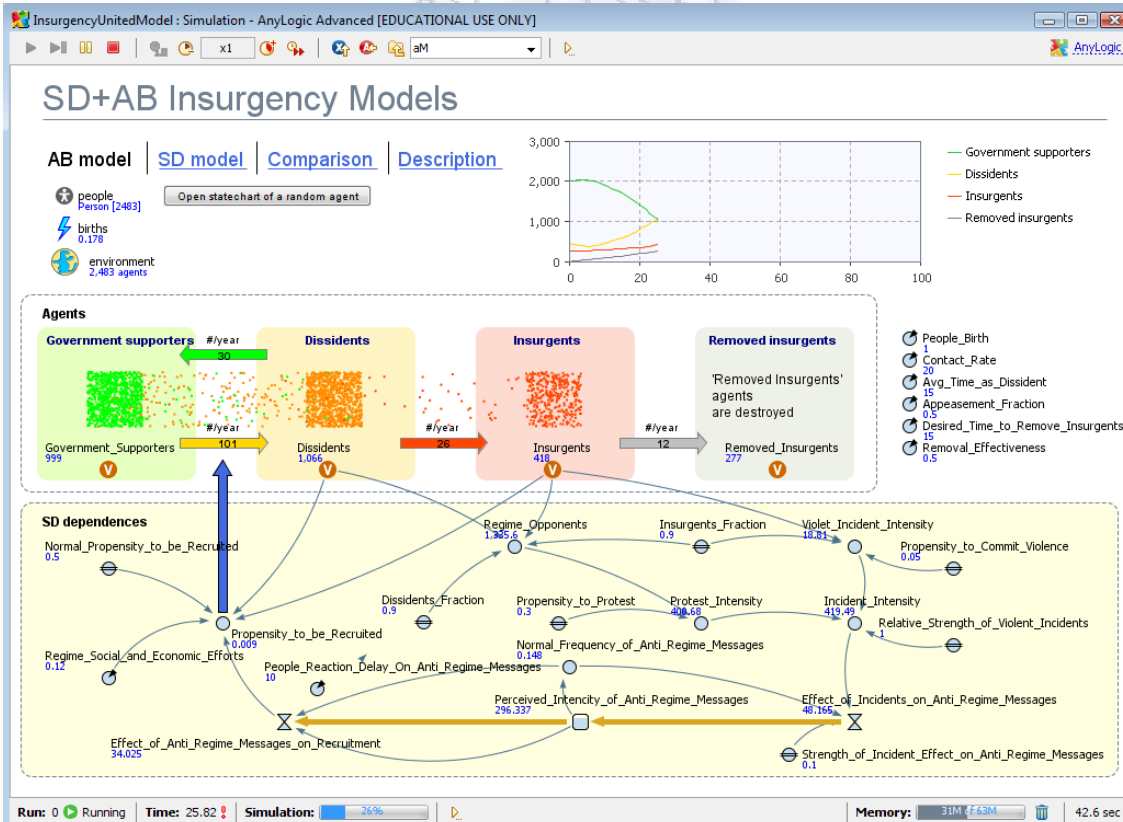 InsurgencyUnitedModel : Simulation - AnyLogic Advanced [EDUCATIONAL USE ONLY]
x1
aM
AnyLogic
SD+AB Insurgency Models
AB model
SD model
Comparison
Description
people
Person [2483]
Open statechart of a random agent
births
0.178
environment
2,483 agents
3,000
2,000
1,000
0
0
20
40
60
80
100
Government supporters
Dissidents
Insurgents
Removed insurgents
Agents
Government supporters
#/year
30
Dissidents
Insurgents
Removed insurgents
'Removed Insurgents'
agents
are destroyed
#/year
101
26
#/year
12
Government_Supporters
999
V
Dissidents
1,066
V
Insurgents
418
V
Removed_Insurgents
277
V
People_Birth
1
Contact_Rate
20
Avg_Time_as_Dissident
15
Appeasement_Fraction
0.5
Desired_Time_to_Remove_Insurgents
15
Removal_Effectiveness
0.5
SD dependences
Normal_Propensity_to_be_Recruited
0.5
Regime_Opponents
Insurgents_Fraction
0.9
Violet_Incident_Intensity
18.81
Propensity_to_Commit_Violence
0.05
Dissidents_Fraction
0.9
Propensity_to_Protest
0.3
Protest_Intensity
Incident_Intensity
419.49
Relative_Strength_of_Violent_Incidents
1
Propensity_to_be_Recruited
0.009
Regime_Social_and_Economic_Efforts
0.12
People_Reaction_Delay_On_Anti_Regime_Messages
10
Normal_Frequency_of_Anti_Regime_Messages
0.148
Perceived_Intencity_of_Anti_Regime_Messages
296.337
Effect_of_Incidents_on_Anti_Regime_Messages
48.165
Effect_of_Anti_Regime_Messages_on_Recruitment
34.025
Strength_of_Incident_Effect_on_Anti_Regime_Messages
0.1
Run: 0 Running
Time: 25.82
Simulation: 26%
Memory:
42.6 sec